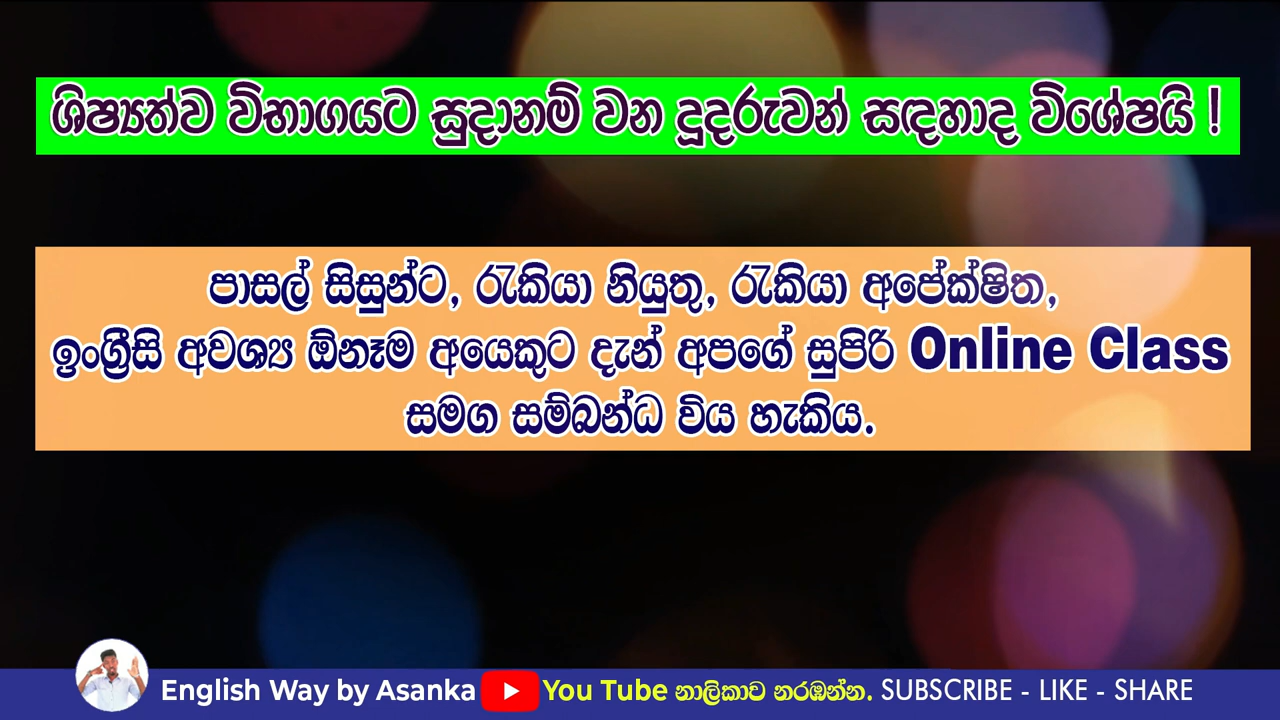 ශිෂ්‍යත්ව විභාගයට සුදානම් වන දූදරුවන් සඳහාද විශේෂයි !
පාසල් සිසුන්ට, රැකියා නියුතු, රැකියා අපේක්ෂිත,
ඉංග්‍රීසි අවශ්‍ය ඕනෑම අයෙකුට දැන් අපගේ සුපිරි Online Class
සමග සම්බන්ධ විය හැකිය.
English Way by Asanka You Tube නාලිකාව නරඹන්න. SUBSCRIBE - LIKE - SHARE